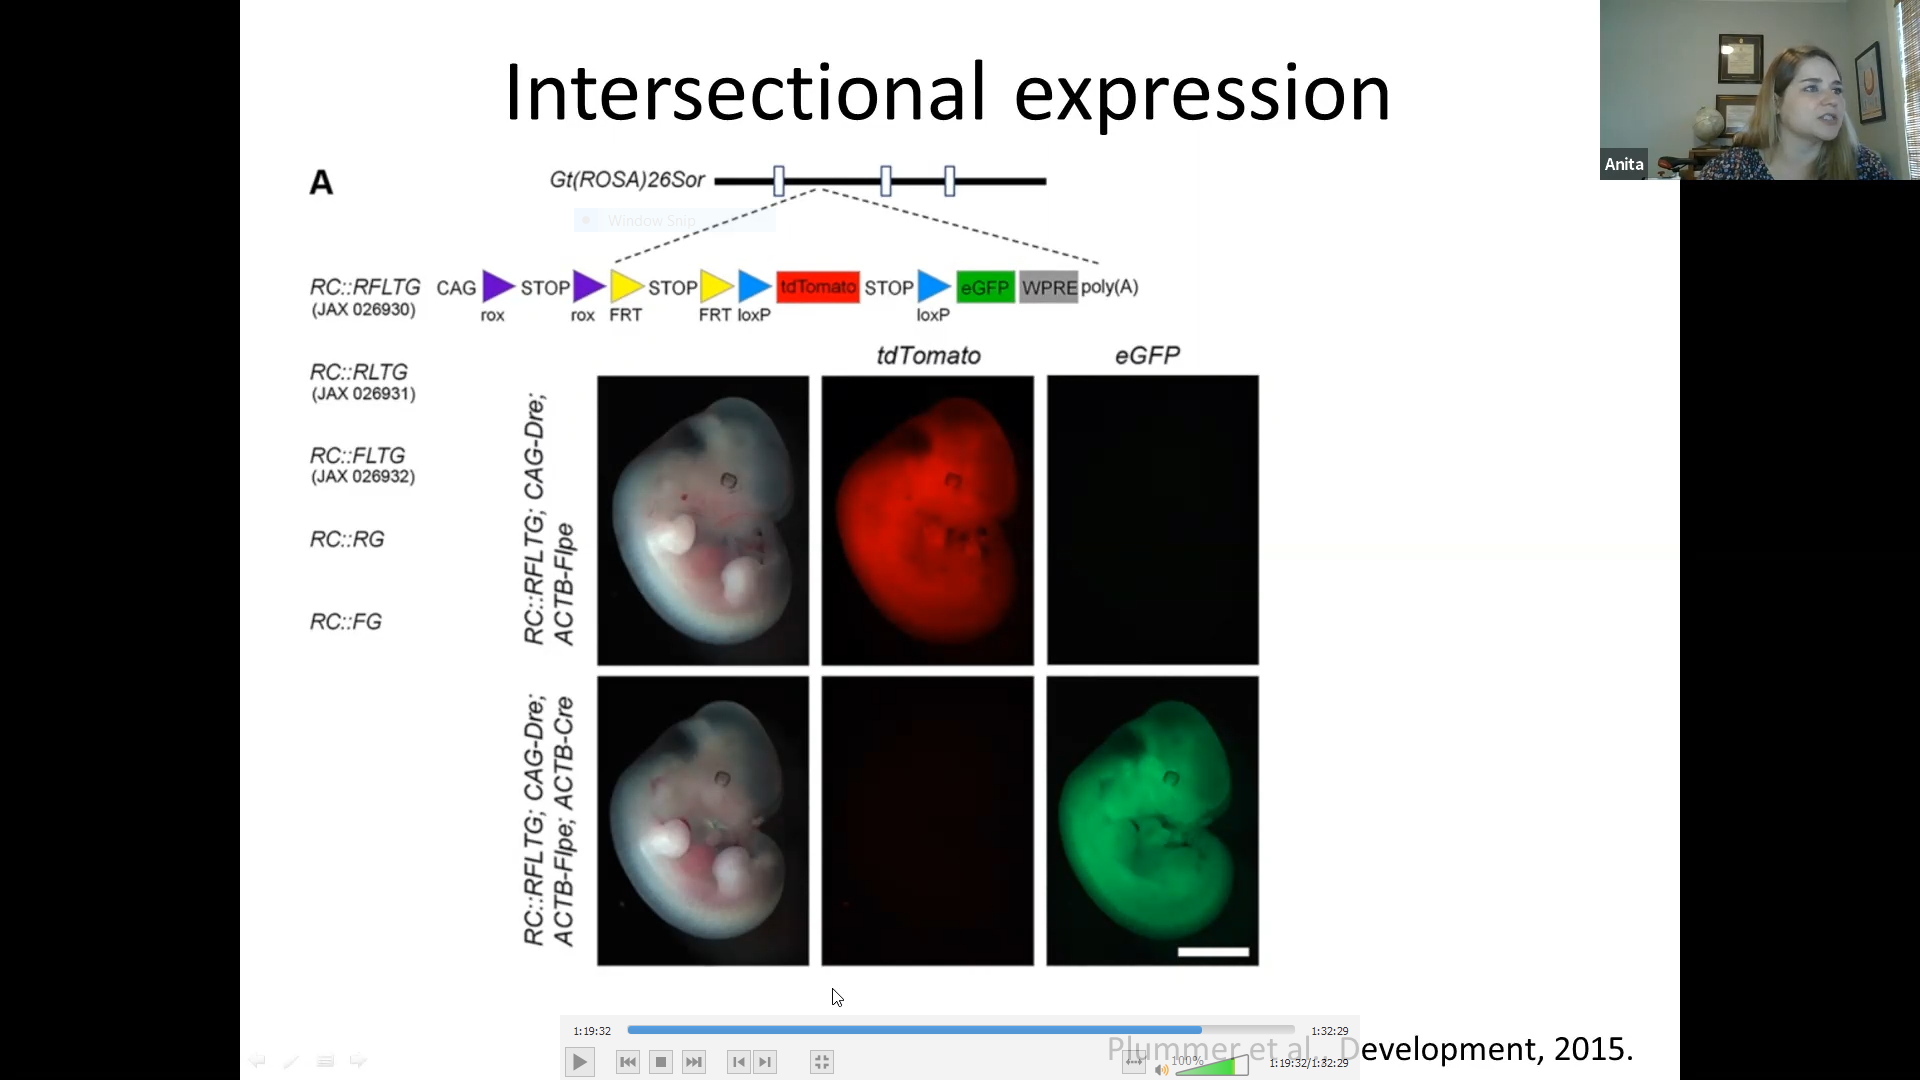 Intersectional expression
Anita
A
Gt(ROSA)26Sor
Window Snip
RC::RFLTG CAG STOP STOP tdTomato STOP eGFP WPRE poly(A)
(JAX 026930) rox rox FRT FRT loxP loxP
tdTomato eGFP
RC::RLTG
(JAX 026931)
RC::FLTG
(JAX 026932)
RC::RG
RC::FG
RC::RFLTG; CAG-Dre;
ACTB-Flpe
RC::RFLTG; CAG-Dre;
ACTB-Flpe; ACTB-Cre
1:19:32 1:32:29
Plummer et al., Development, 2015.
100% 1:19:32/1:32:29